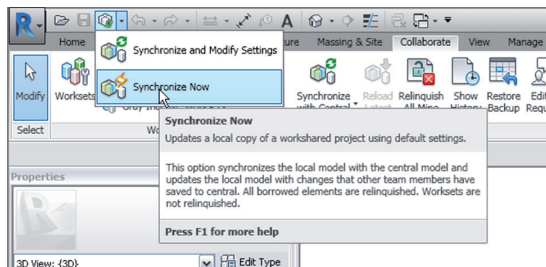 R
A
Home
ture
Massing & Site
Collaborate
View
Manage
Synchronize and Modify Settings
Synchronize Now
Modify
Worksets
Gray
Synchronize
with Central
Reload
Latest
Relinquish
All Mine
Show
History
Restore
Backup
Select
Synchronize Now
Updates a local copy of a workshared project using default settings.
This option synchronizes the local model with the central model and
updates the local model with changes that other team members have
saved to central. All borrowed elements are relinquished. Worksets are
not relinquished.
Press F1 for more help
Properties
R
3D View: {3D}
Edit Type